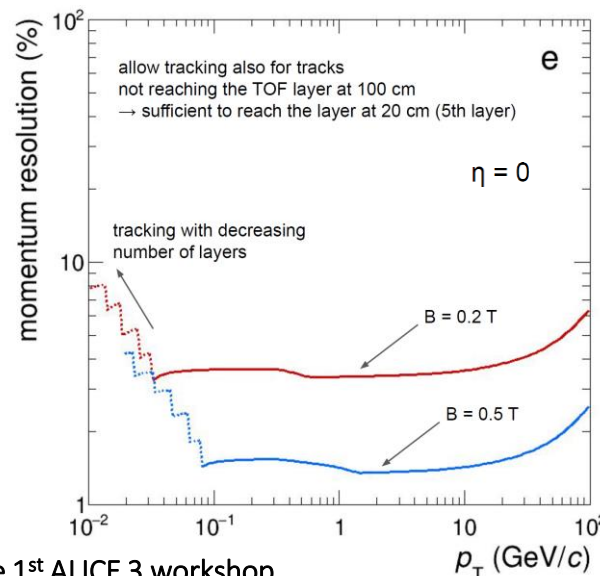 10²
e
allow tracking also for tracks
not reaching the TOF layer at 100 cm
→ sufficient to reach the layer at 20 cm (5th layer)
η = 0
momentum resolution (%)
tracking with decreasing
number of layers
10
B = 0.2 T
B = 0.5 T
1
10⁻² 10⁻¹ 1 10 10²
p_T (GeV/c)
1st ALICE 3 workshop